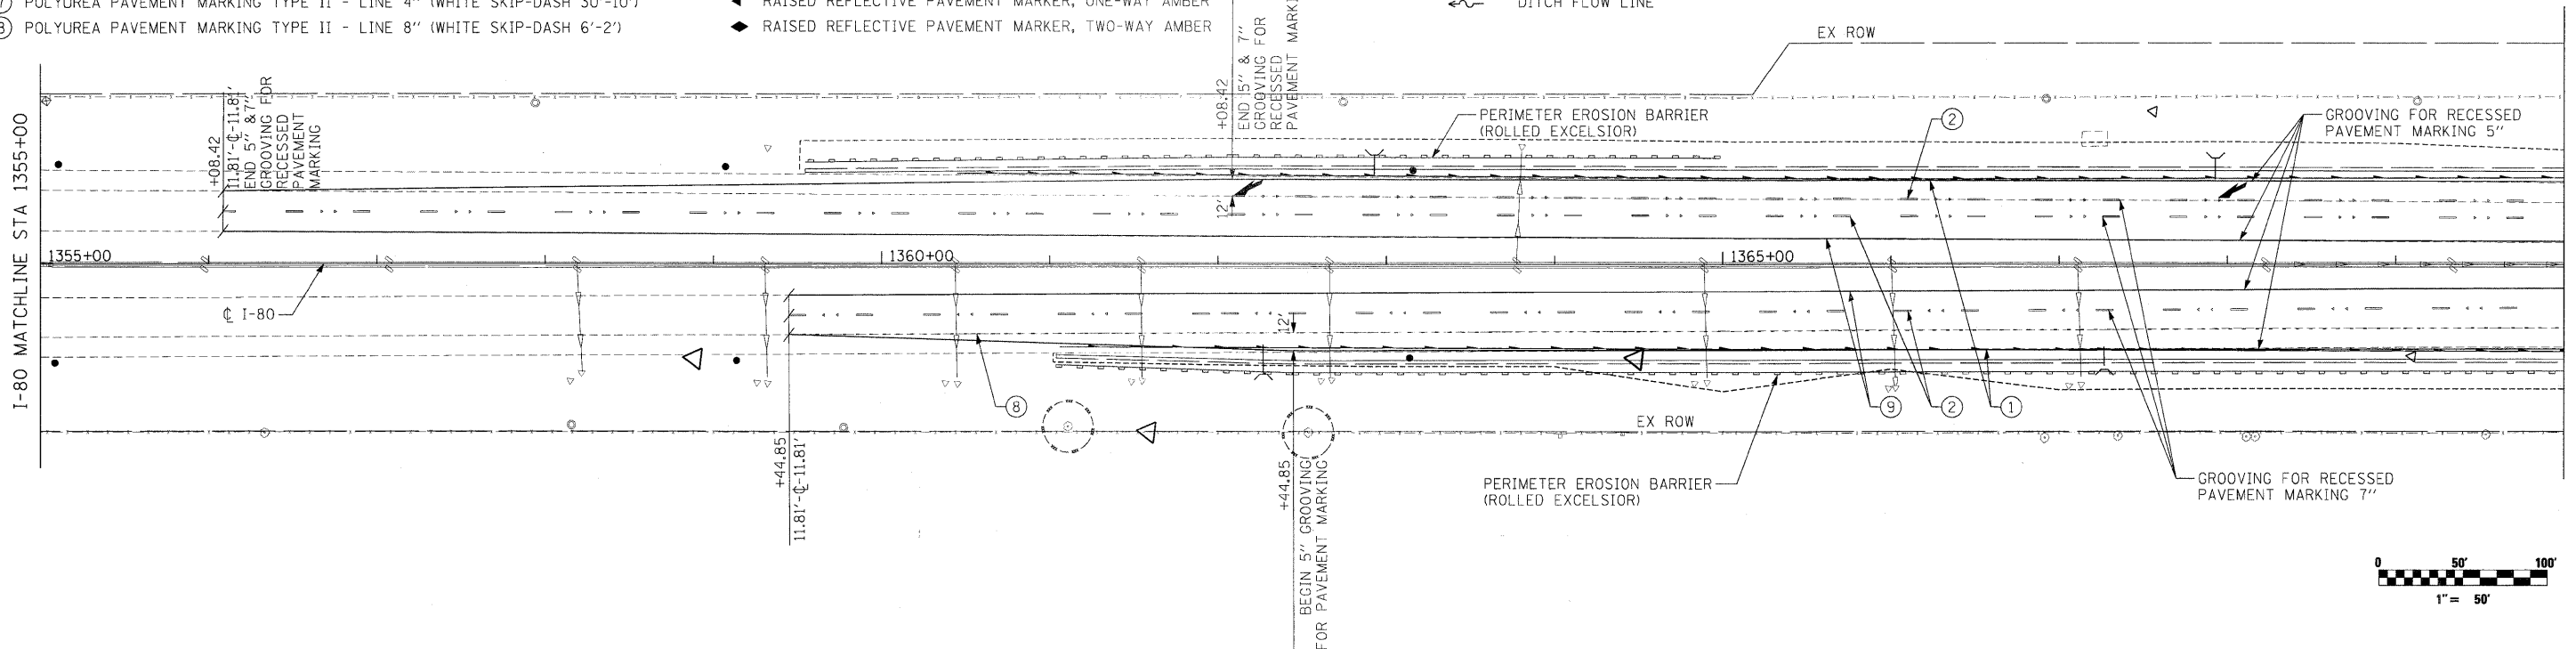 ⑦ POLYUREA PAVEMENT MARKING TYPE II - LINE 4" (WHITE SKIP-DASH 30'-10')
RAISED REFLECTIVE PAVEMENT MARKER, ONE-WAY AMBER
DITCH FLOW LINE
POLYUREA PAVEMENT MARKING TYPE II - LINE 8" (WHITE SKIP-DASH 6'-2')
RAISED REFLECTIVE PAVEMENT MARKER, TWO-WAY AMBER
EX ROW
I-80 MATCHLINE STA 1355+00
+08.42
11.81'-℄-11.81'
END 5" & 7"
GROOVING FOR
RECESSED
PAVEMENT
MARKING
+08.42
END 5" & 7"
GROOVING FOR
RECESSED
PAVEMENT MARKI
12'
PERIMETER EROSION BARRIER
(ROLLED EXCELSIOR)
②
GROOVING FOR RECESSED
PAVEMENT MARKING 5"
1355+00
1360+00
1365+00
℄ I-80
12'
⑧
⑨
②
①
EX ROW
+44.85
11.81'-℄-11.81'
+44.85
BEGIN 5" GROOVING
FOR PAVEMENT MARKING
PERIMETER EROSION BARRIER
(ROLLED EXCELSIOR)
GROOVING FOR RECESSED
PAVEMENT MARKING 7"
0 50' 100'
1" = 50'